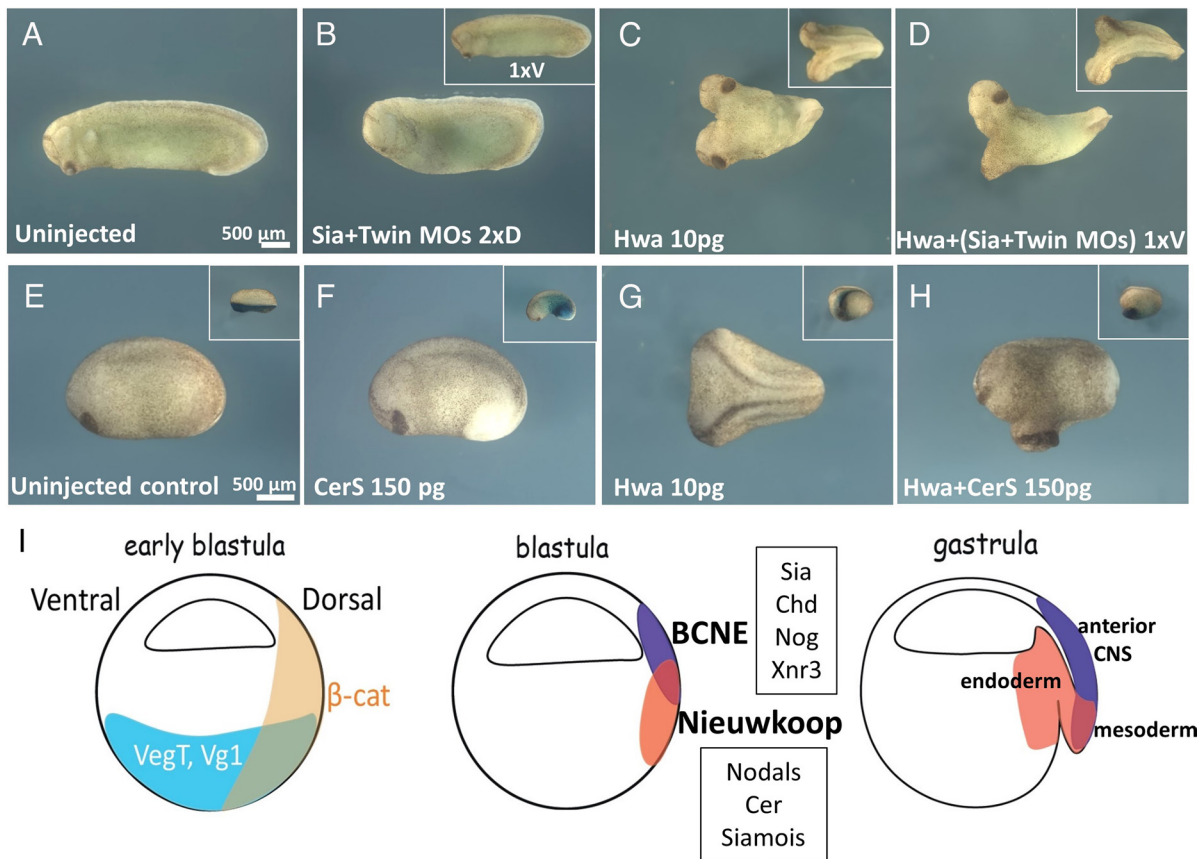 A
B
1xV
C
D
Uninjected
500 µm
Sia+Twin MOs 2xD
Hwa 10pg
Hwa+(Sia+Twin MOs) 1xV
E
F
G
H
Uninjected control
500 µm
CerS 150 pg
Hwa 10pg
Hwa+CerS 150pg
I
early blastula
Ventral
Dorsal
β-cat
VegT, Vg1
blastula
BCNE
Sia
Chd
Nog
Xnr3
Nieuwkoop
Nodals
Cer
Siamois
gastrula
anterior
CNS
endoderm
mesoderm